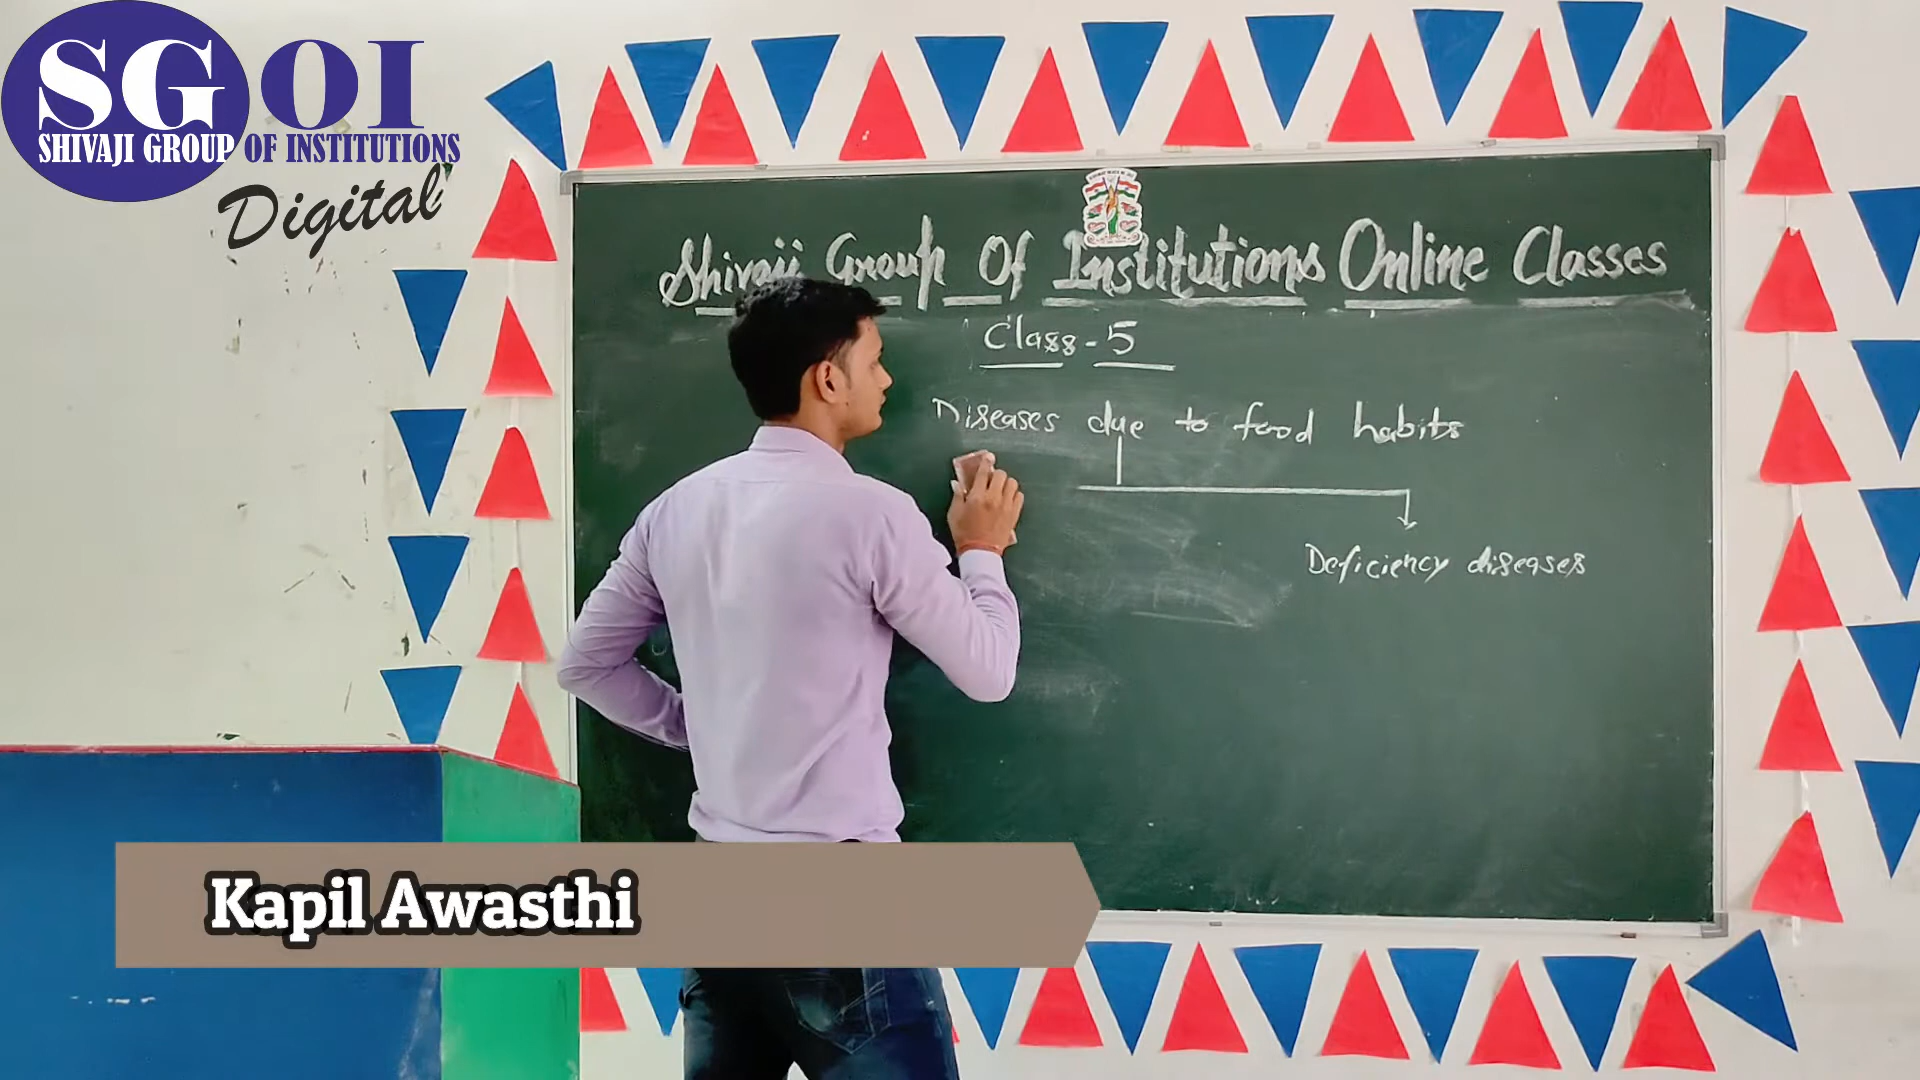 SGOI
SHIVAJI GROUP OF INSTITUTIONS
Digital
Shivaji Group Of Institutions Online Classes
Class - 5
Diseases due to food habits
Deficiency diseases
Kapil Awasthi